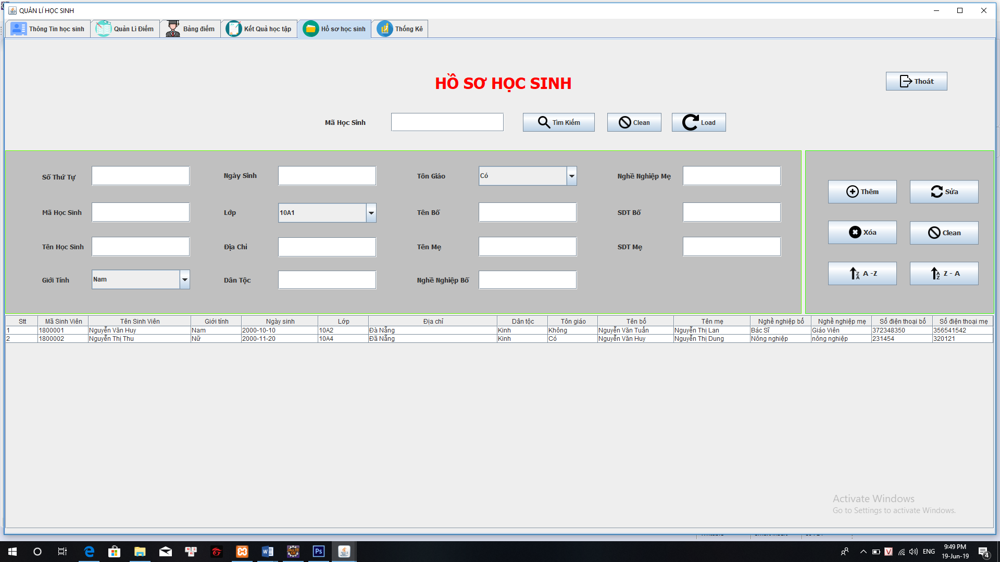 QUẢN LÍ HỌC SINH
Thông Tin học sinh Quản Lí Điểm Bảng điểm Kết Quả học tập Hồ sơ học sinh Thống Kê
HỒ SƠ HỌC SINH
Thoát
Mã Học Sinh Tìm Kiếm Clean Load
Số Thứ Tự Ngày Sinh Tôn Giáo Có Nghề Nghiệp Mẹ
Thêm Sửa
Mã Học Sinh Lớp 10A1 Tên Bố SDT Bố
Xóa Clean
Tên Học Sinh Địa Chỉ Tên Mẹ SDT Mẹ
Giới Tính Nam Dân Tộc Nghề Nghiệp Bố
A -Z Z - A
Stt Mã Sinh Viên Tên Sinh Viên Giới tính Ngày sinh Lớp Địa chỉ Dân tộc Tôn giáo Tên bố Tên mẹ Nghề nghiệp bố Nghề nghiệp mẹ Số điện thoại bố Số điện thoại mẹ
1 1800001 Nguyễn Văn Huy Nam 2000-10-10 10A2 Đà Nẵng Kinh Không Nguyễn Văn Tuấn Nguyễn Thị Lan Bác Sĩ Giáo Viên 372348350 356541542
2 1800002 Nguyễn Thị Thu Nữ 2000-11-20 10A4 Đã Nẵng Kinh Có Nguyễn Văn Huy Nguyễn Thị Dung Nông nghiệp nông nghiệp 231454 320121
Activate Windows
Go to Settings to activate Windows.
ENG
9:49 PM
19-Jun-19
4